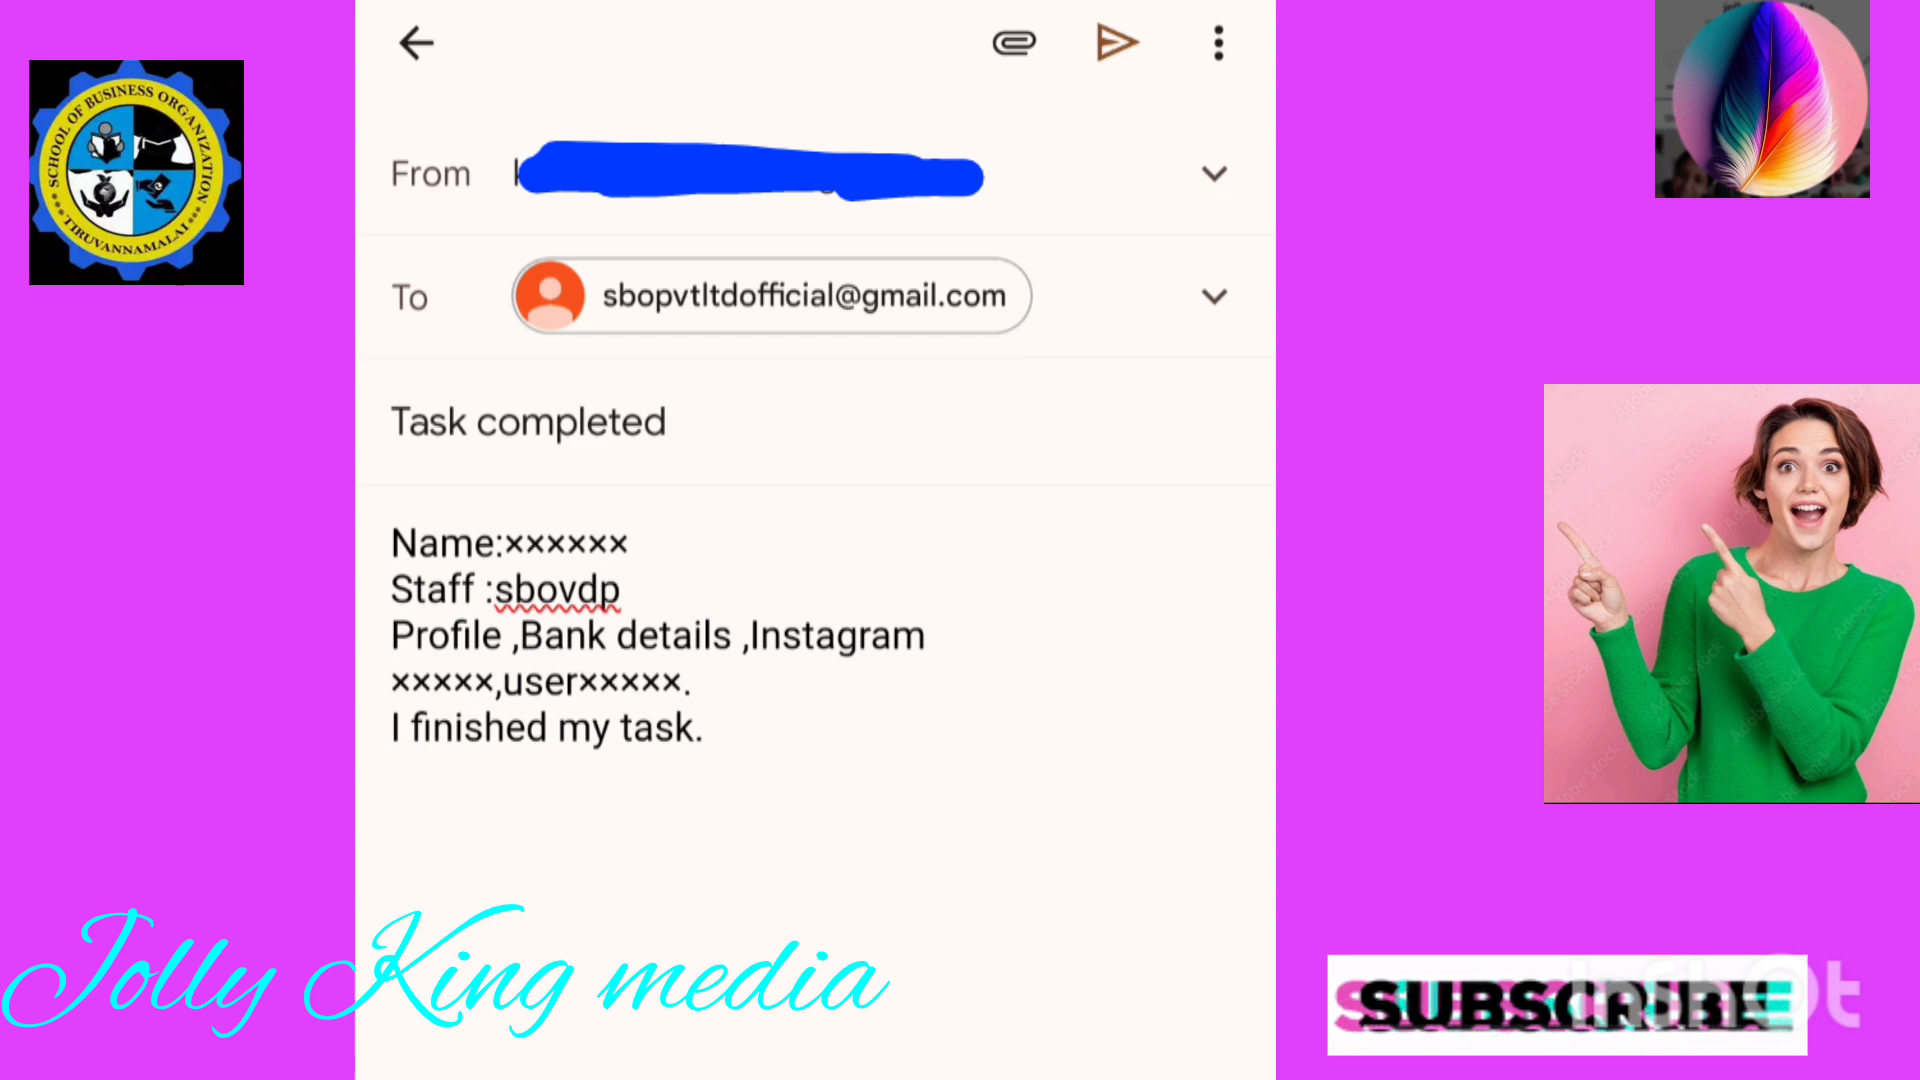 SCHOOL OF BUSINESS ORGANIZATION
TIRUVANNAMALAI
From
To
sbopvtltdofficial@gmail.com
Task completed
Name:××××××
Staff :sbovdp
Profile ,Bank details ,Instagram
×××××,user×××××.
I finished my task.
Jolly King media
SUBSCRIBE